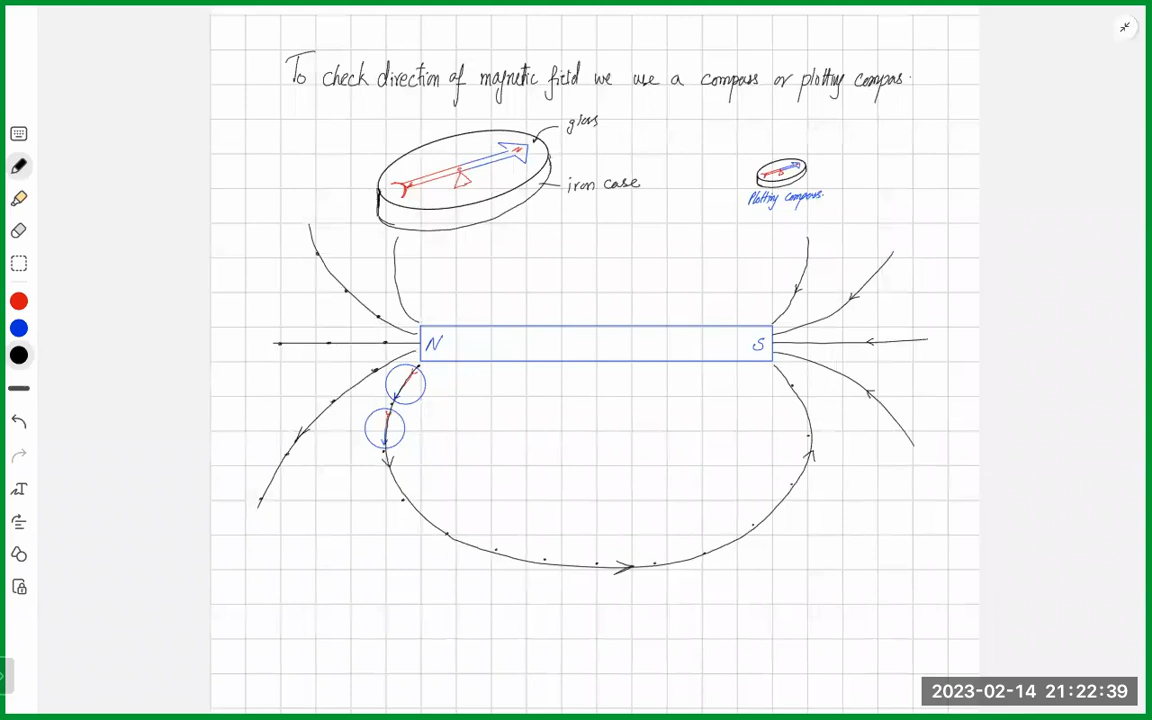 To check direction of magnetic field we use a compass or plotting compas.
glass
N
iron case
Plotting compass.
N
S
2023-02-14 21:22:39